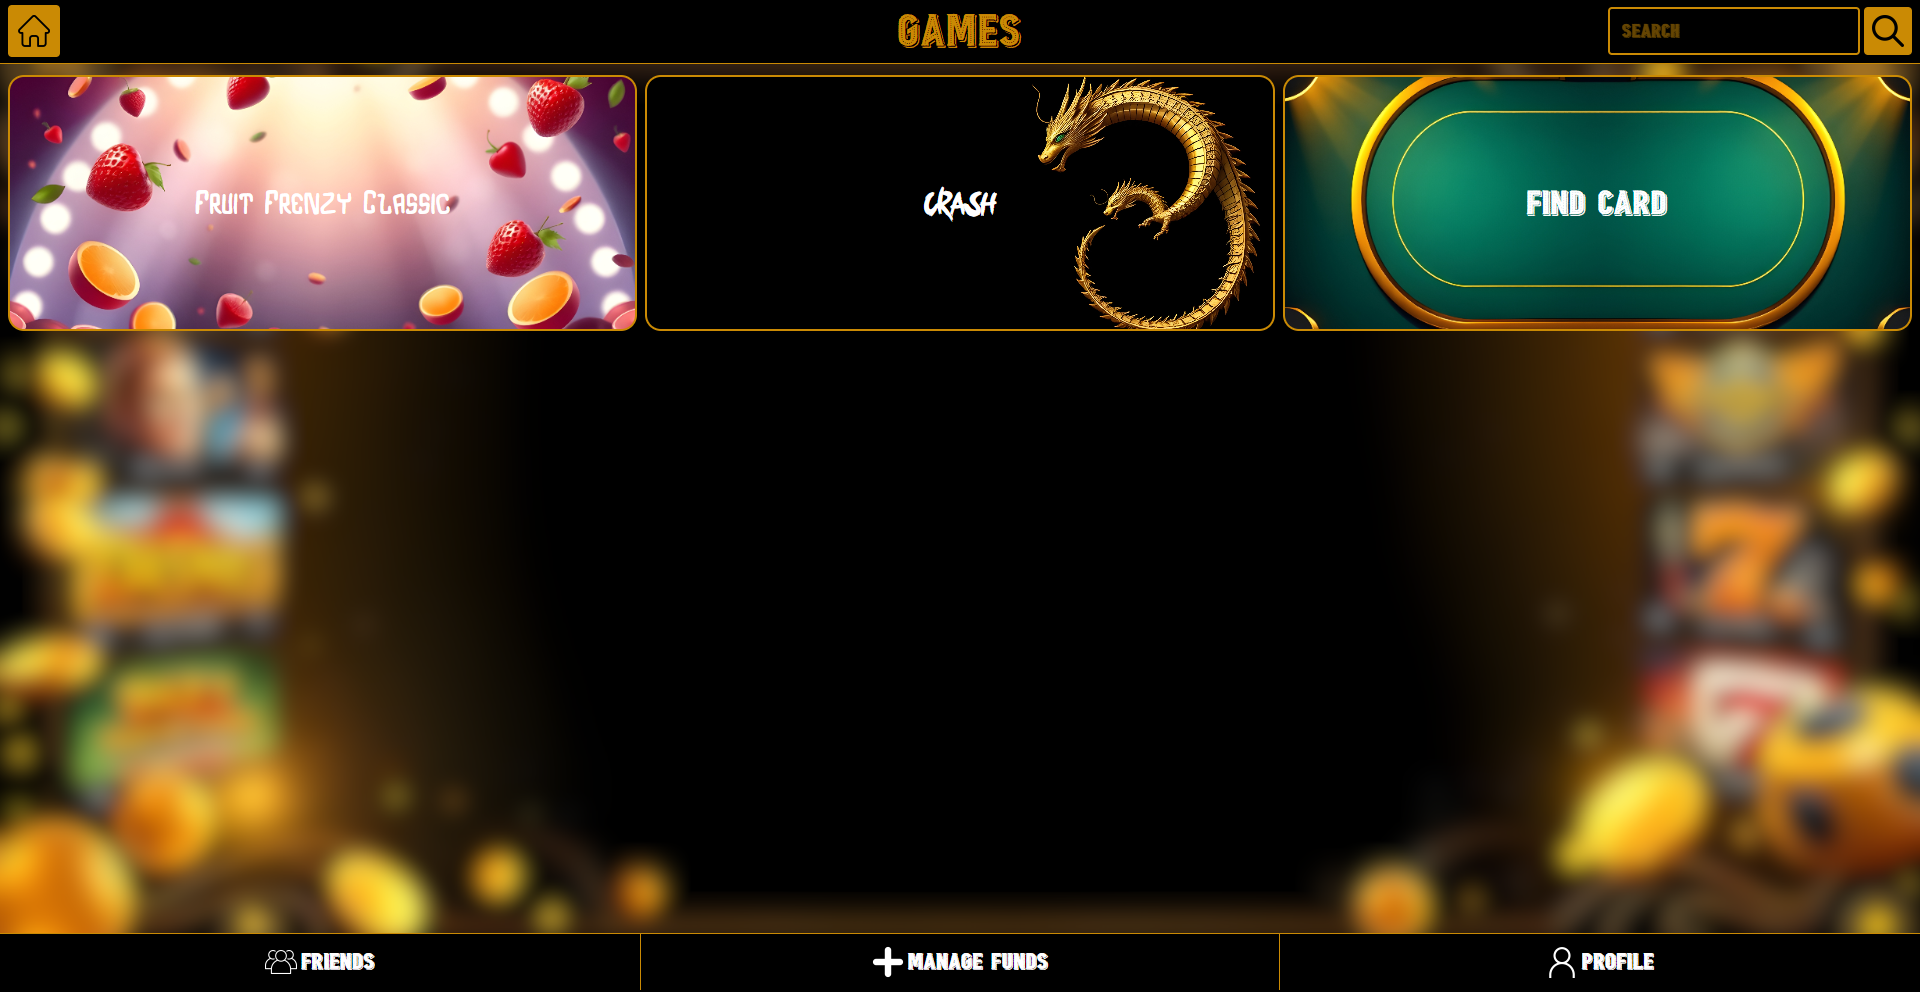 GAMES
SEARCH
Fruit Frenzy Classic
CRASH
FIND CARD
FRIENDS
MANAGE FUNDS
PROFILE